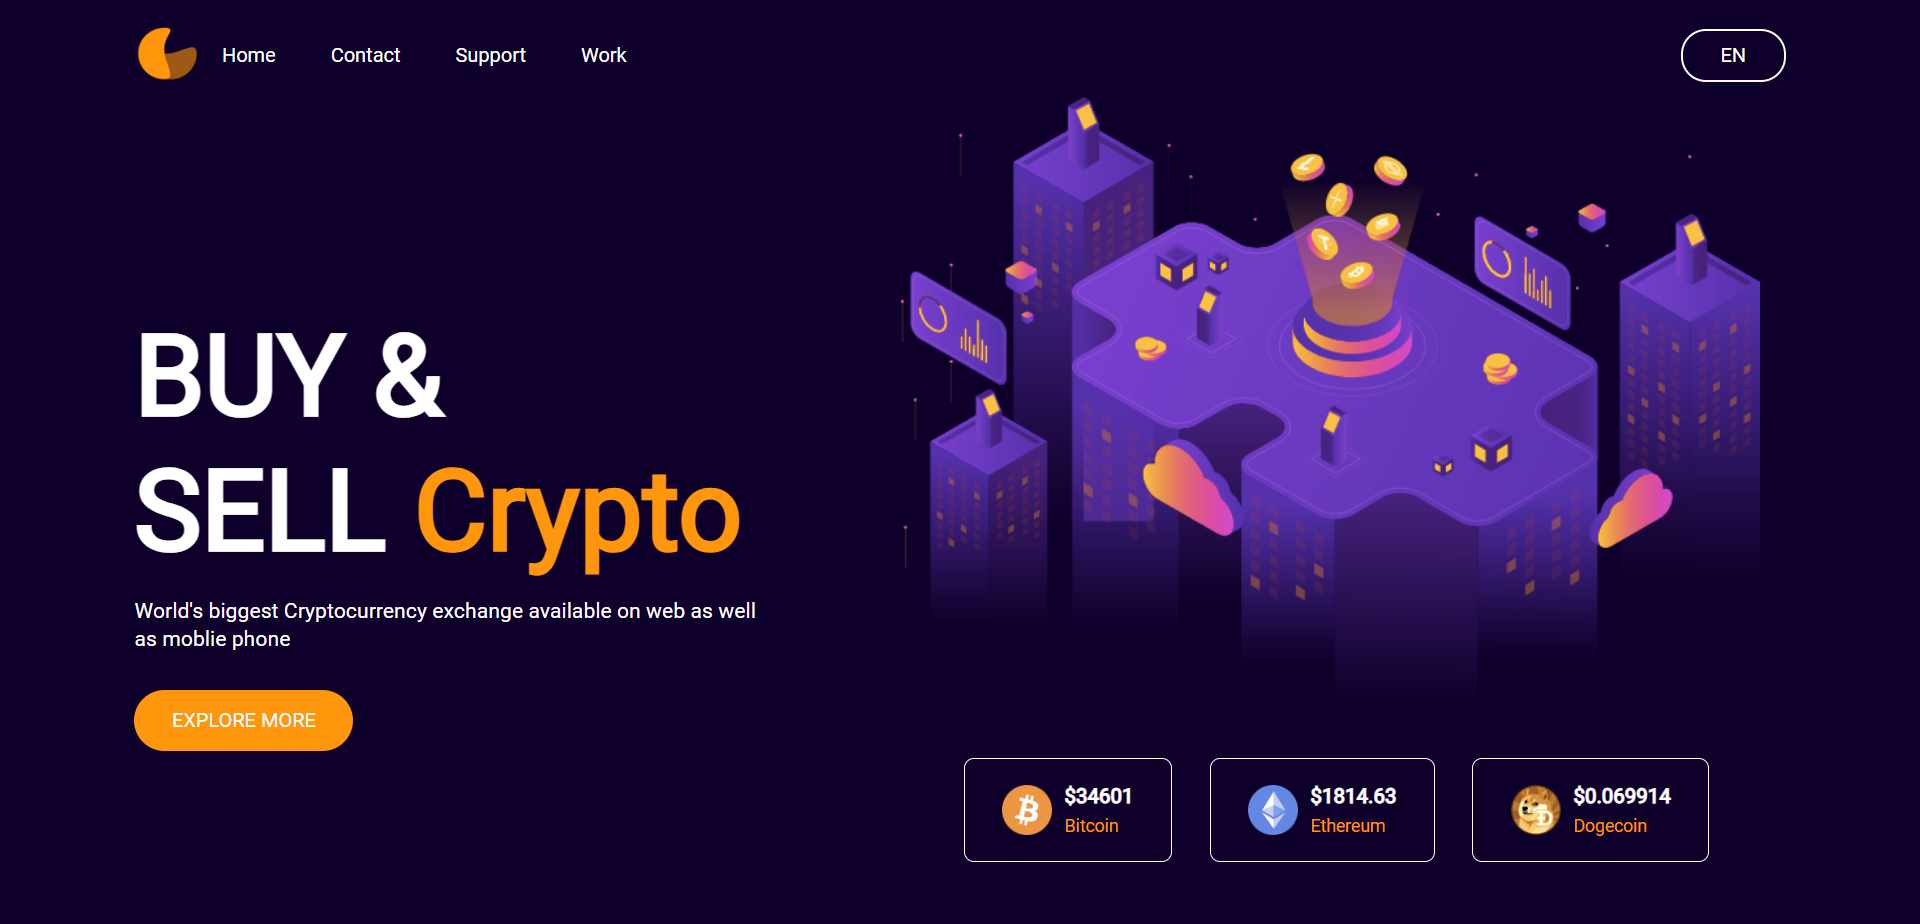 Home
Contact
Support
Work
EN
BUY &
SELL Crypto
World's biggest Cryptocurrency exchange available on web as well
as moblie phone
EXPLORE MORE
$34601
Bitcoin
$1814.63
Ethereum
$0.069914
Dogecoin